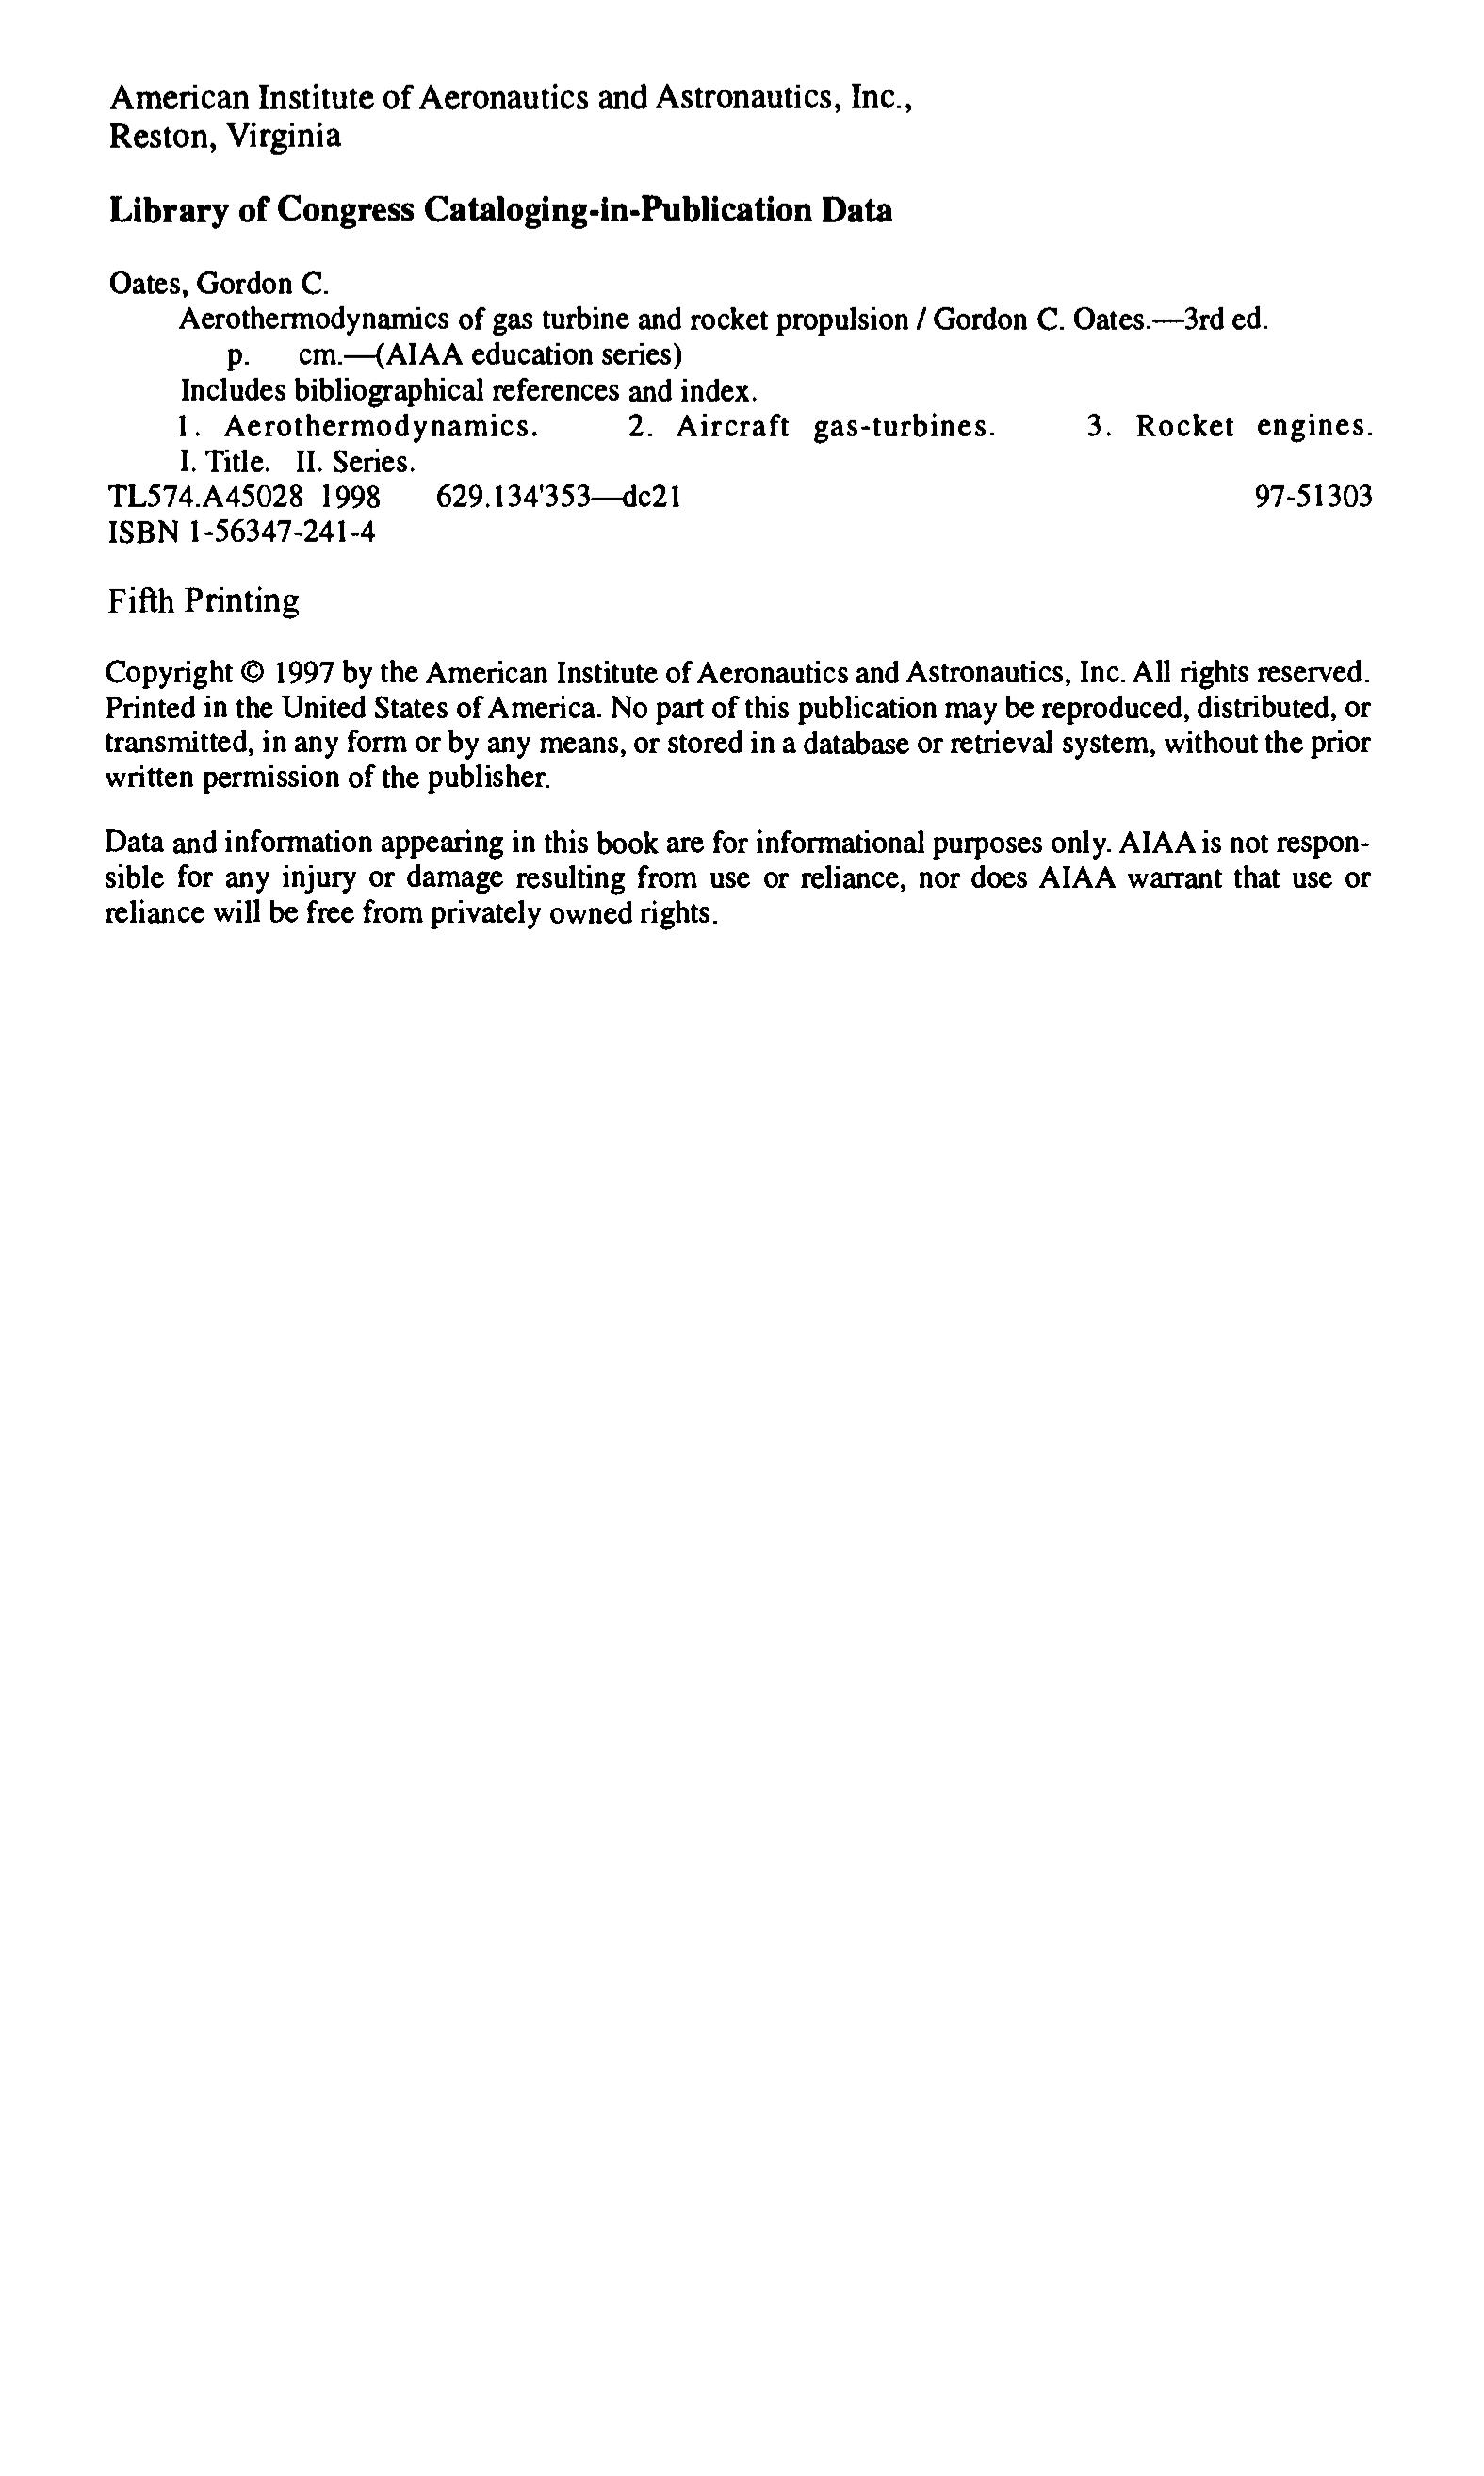 American Institute of Aeronautics and Astronautics, Inc.,
Reston, Virginia
Library of Congress Cataloging-in-Publication Data
Oates, Gordon C.
Aerothermodynamics of gas turbine and rocket propulsion / Gordon C. Oates.—3rd ed.
p. cm.—(AIAA education series)
Includes bibliographical references and index.
1. Aerothermodynamics. 2. Aircraft gas-turbines. 3. Rocket engines.
I. Title. II. Series.
TL574.A45028 1998 629.134'353—dc21 97-51303
ISBN 1-56347-241-4
Fifth Printing
Copyright © 1997 by the American Institute of Aeronautics and Astronautics, Inc. All rights reserved.
Printed in the United States of America. No part of this publication may be reproduced, distributed, or
transmitted, in any form or by any means, or stored in a database or retrieval system, without the prior
written permission of the publisher.
Data and information appearing in this book are for informational purposes only. AIAA is not respon-
sible for any injury or damage resulting from use or reliance, nor does AIAA warrant that use or
reliance will be free from privately owned rights.